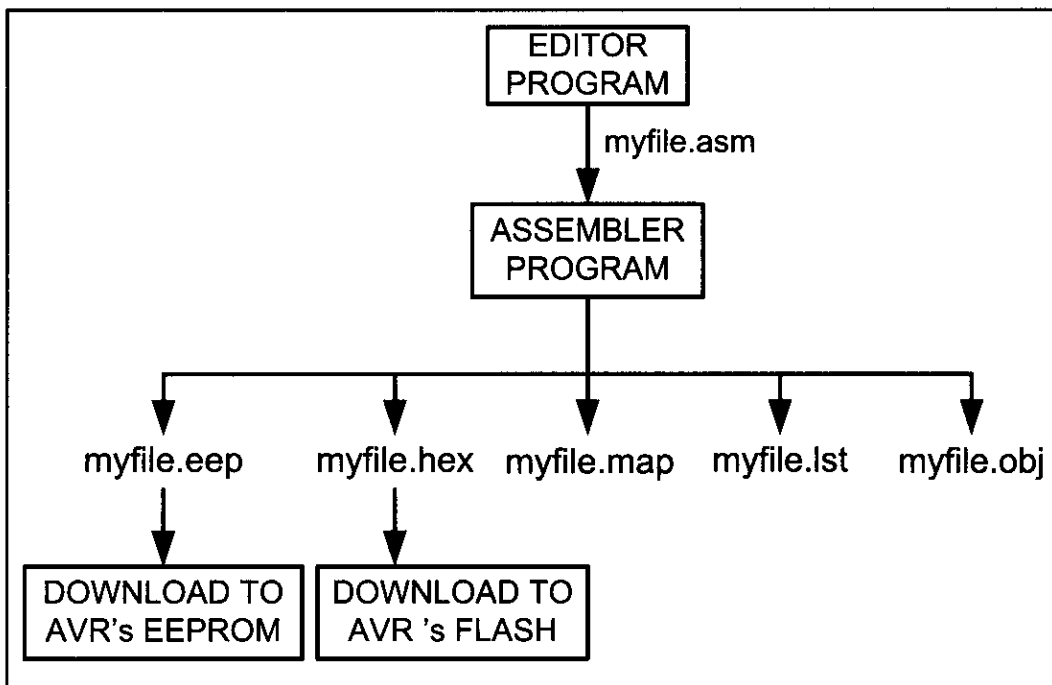 EDITOR
PROGRAM
myfile.asm
ASSEMBLER
PROGRAM
myfile.eep
myfile.hex
myfile.map
myfile.lst
myfile.obj
DOWNLOAD TO
AVR's EEPROM
DOWNLOAD TO
AVR 's FLASH